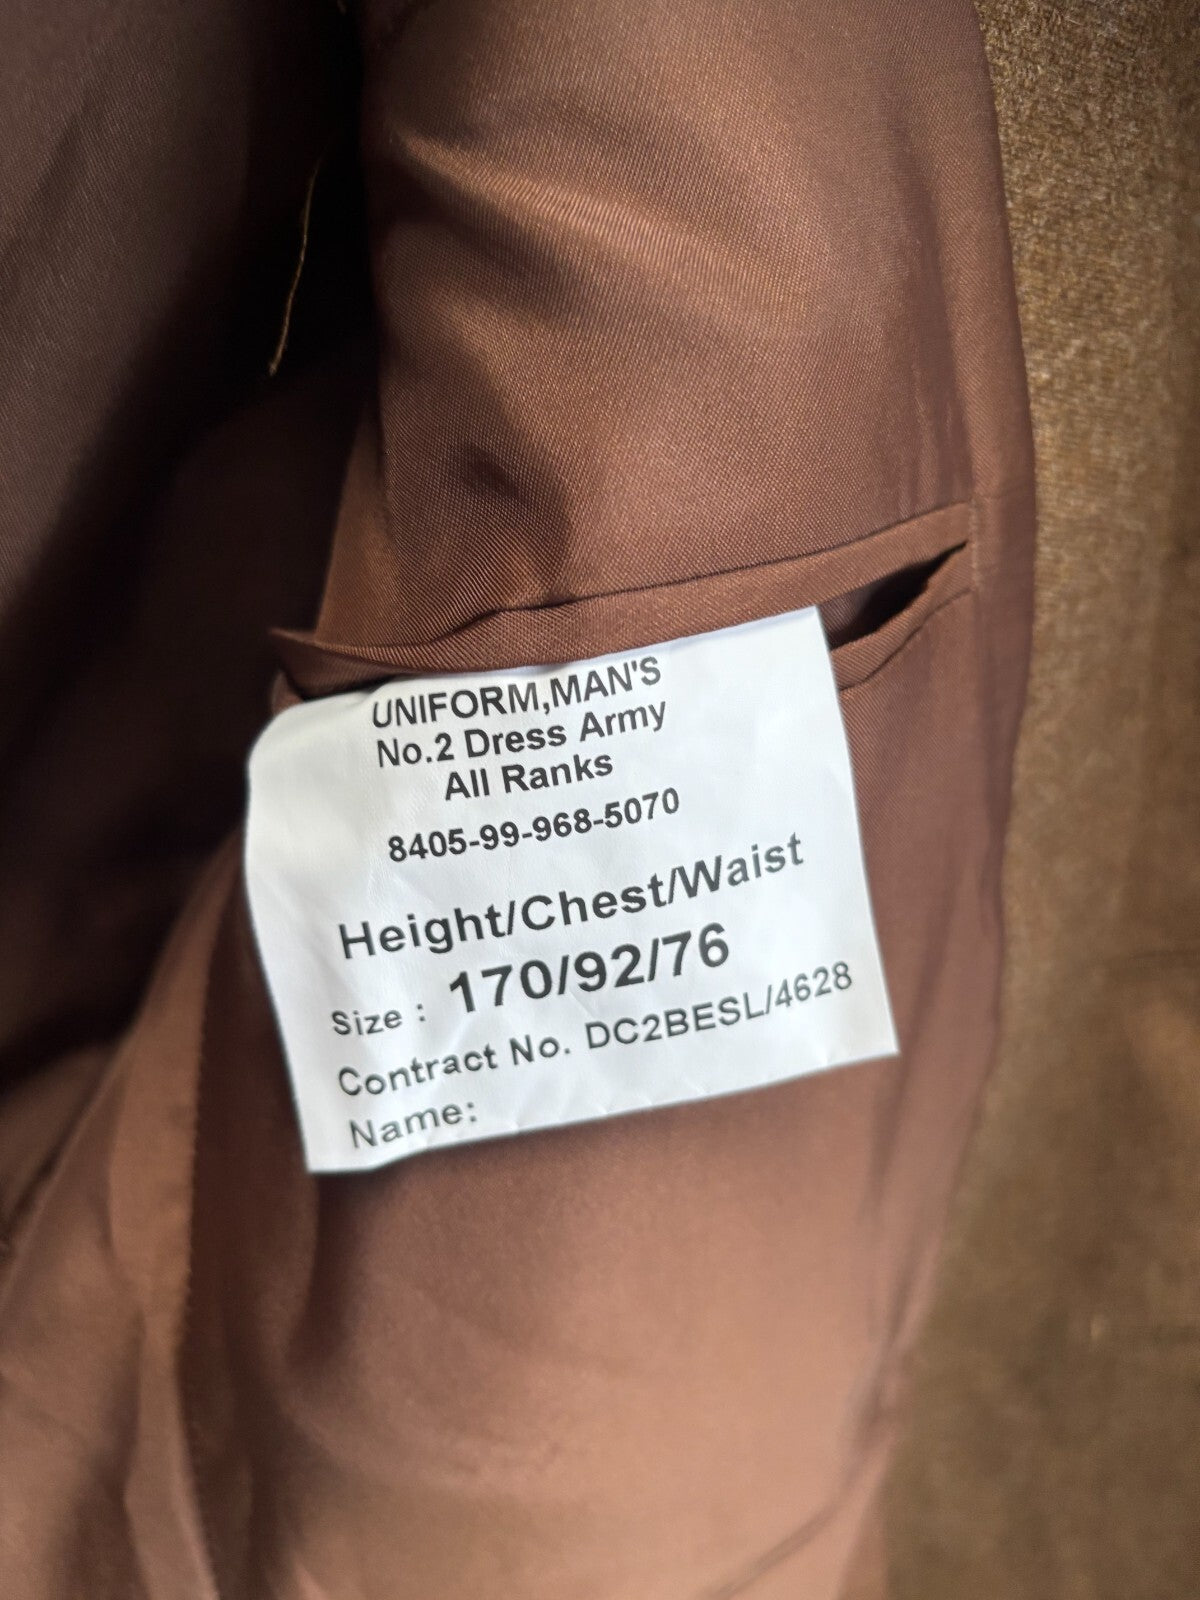 UNIFORM,MAN'S
No.2 Dress Army
All Ranks
8405-99-968-5070
Height/Chest/Waist
Size : 170/92/76
Contract No. DC2BESL/4628
Name: